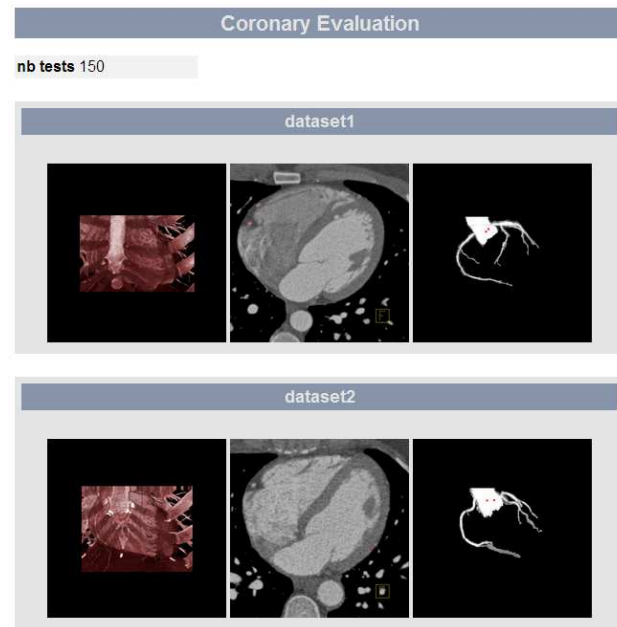 Coronary Evaluation
nb tests 150
dataset1
F
dataset2